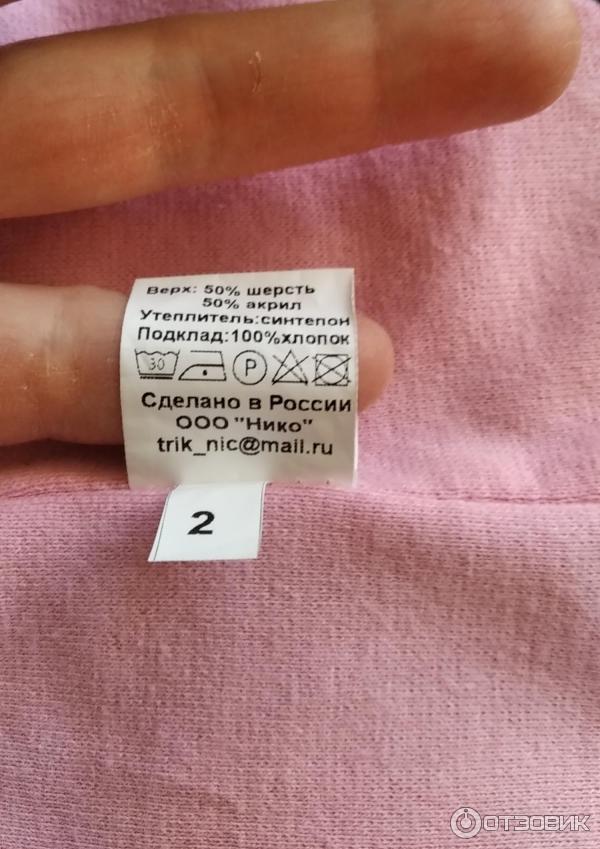 Верх: 50% шерсть
50% акрил
Утеплитель:синтепон
Подклад:100%хлопок
30 P
Сделано в России
ООО "Нико"
trik_nic@mail.ru
2
ОТЗОВИК